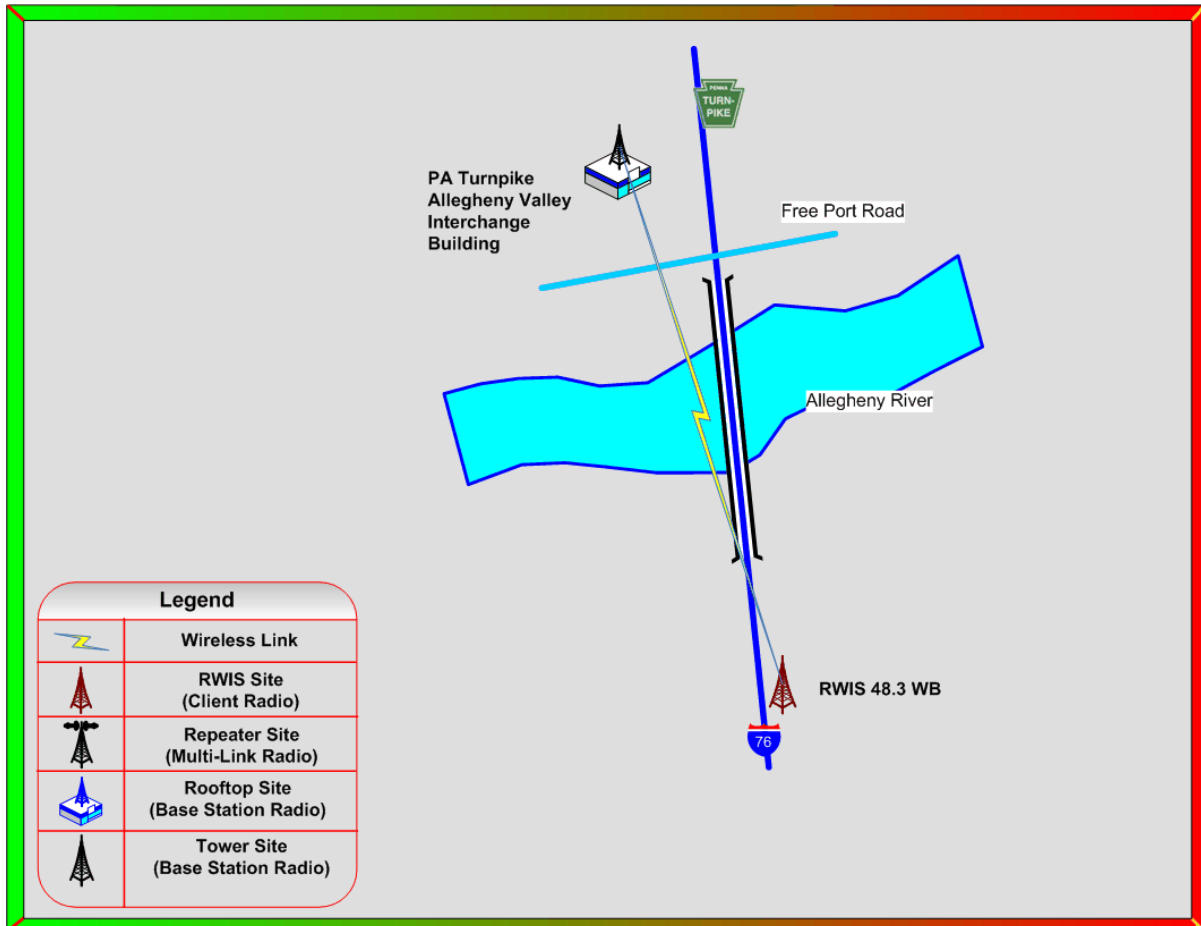 PENNA
TURN-
PIKE
PA Turnpike
Allegheny Valley
Interchange
Building
Free Port Road
Allegheny River
RWIS 48.3 WB
76
Legend
Wireless Link
RWIS Site
(Client Radio)
Repeater Site
(Multi-Link Radio)
Rooftop Site
(Base Station Radio)
Tower Site
(Base Station Radio)